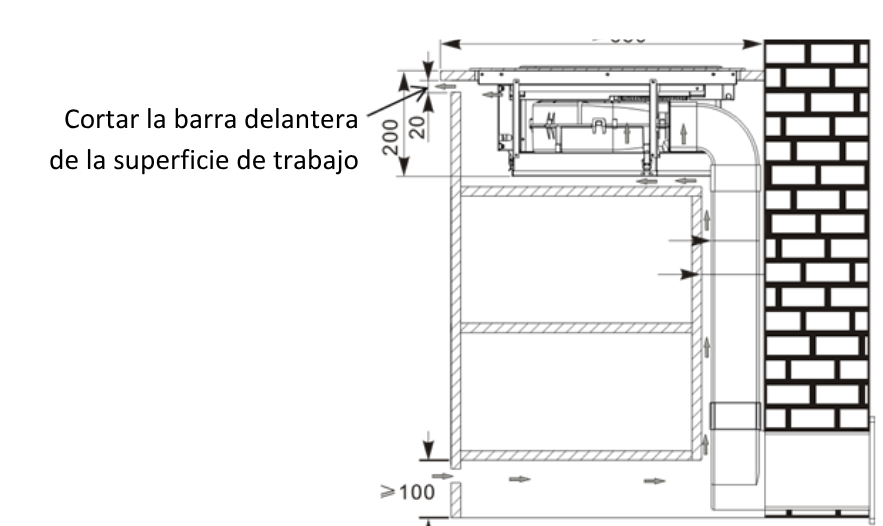 Cortar la barra delantera
de la superficie de trabajo
200
20
≥100